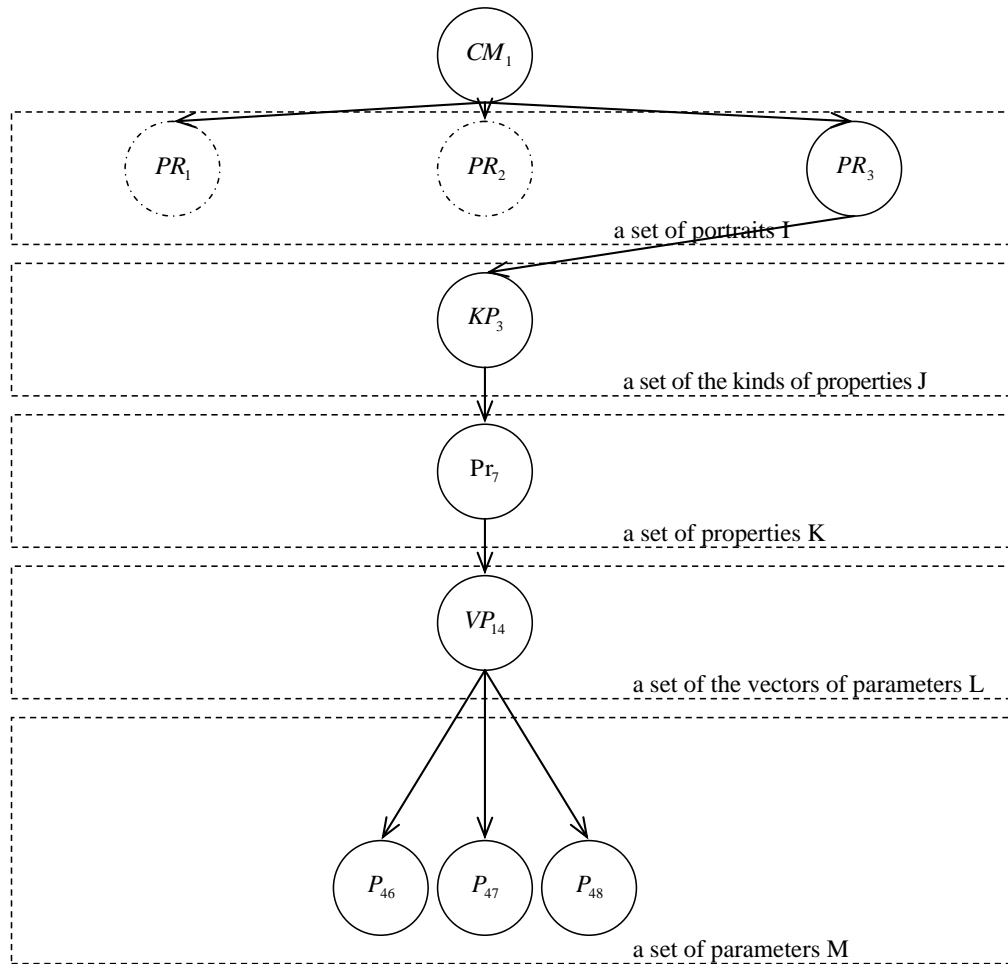 CM₁
PR₁ PR₂ PR₃
a set of portraits I
KP₃
a set of the kinds of properties J
Pr₇
a set of properties K
VP₁₄
a set of the vectors of parameters L
P₄₆ P₄₇ P₄₈
a set of parameters M